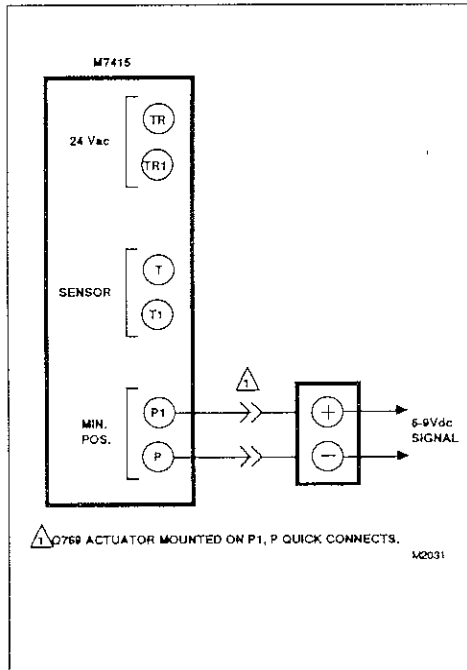 M7415
24 Vac
TR
TR1
SENSOR
T
T1
MIN.
POS.
P1
P
1
+
−
6-9Vdc
SIGNAL
1 Q769 ACTUATOR MOUNTED ON P1, P QUICK CONNECTS.
M2031